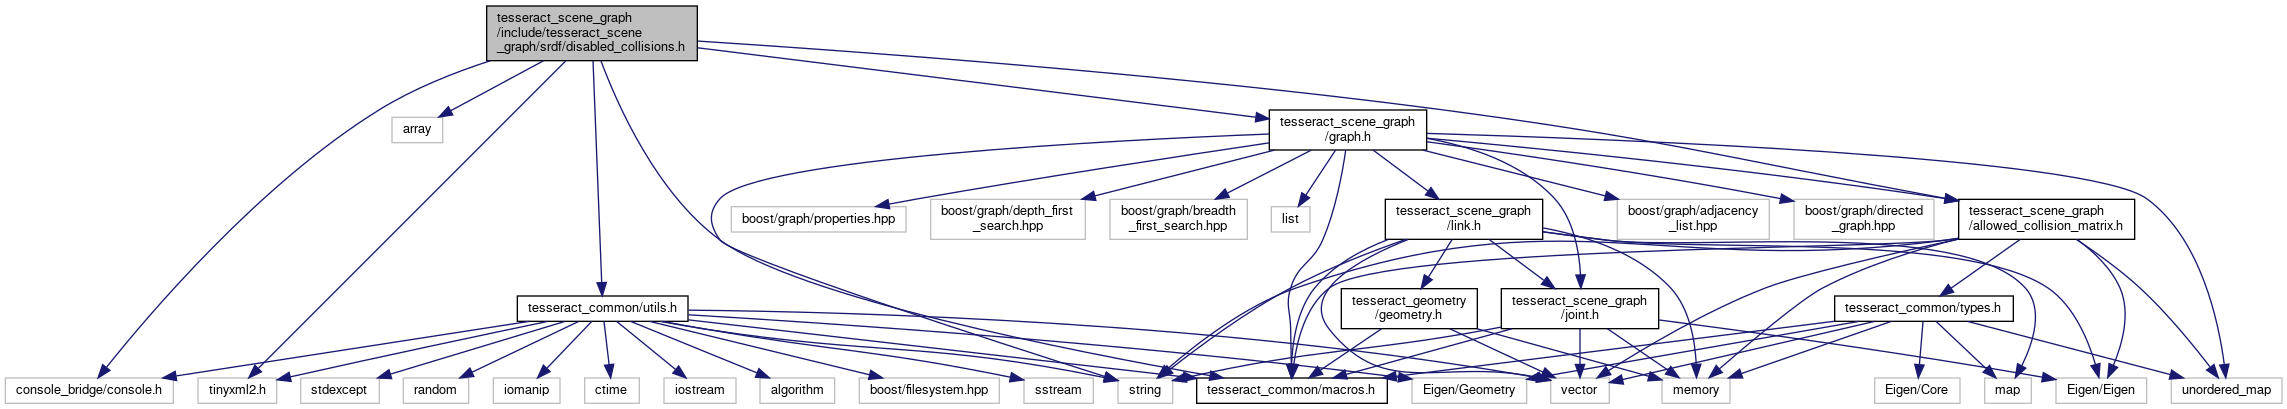 tesseract_scene_graph
/include/tesseract_scene
_graph/srdf/disabled_collisions.h
array
tesseract_scene_graph
/graph.h
boost/graph/properties.hpp
boost/graph/depth_first
_search.hpp
boost/graph/breadth
_first_search.hpp
list
tesseract_scene_graph
/link.h
boost/graph/adjacency
_list.hpp
boost/graph/directed
_graph.hpp
tesseract_scene_graph
/allowed_collision_matrix.h
tesseract_common/utils.h
tesseract_geometry
/geometry.h
tesseract_scene_graph
/joint.h
tesseract_common/types.h
console_bridge/console.h
tinyxml2.h
stdexcept
random
iomanip
ctime
iostream
algorithm
boost/filesystem.hpp
sstream
string
tesseract_common/macros.h
Eigen/Geometry
vector
memory
Eigen/Core
map
Eigen/Eigen
unordered_map